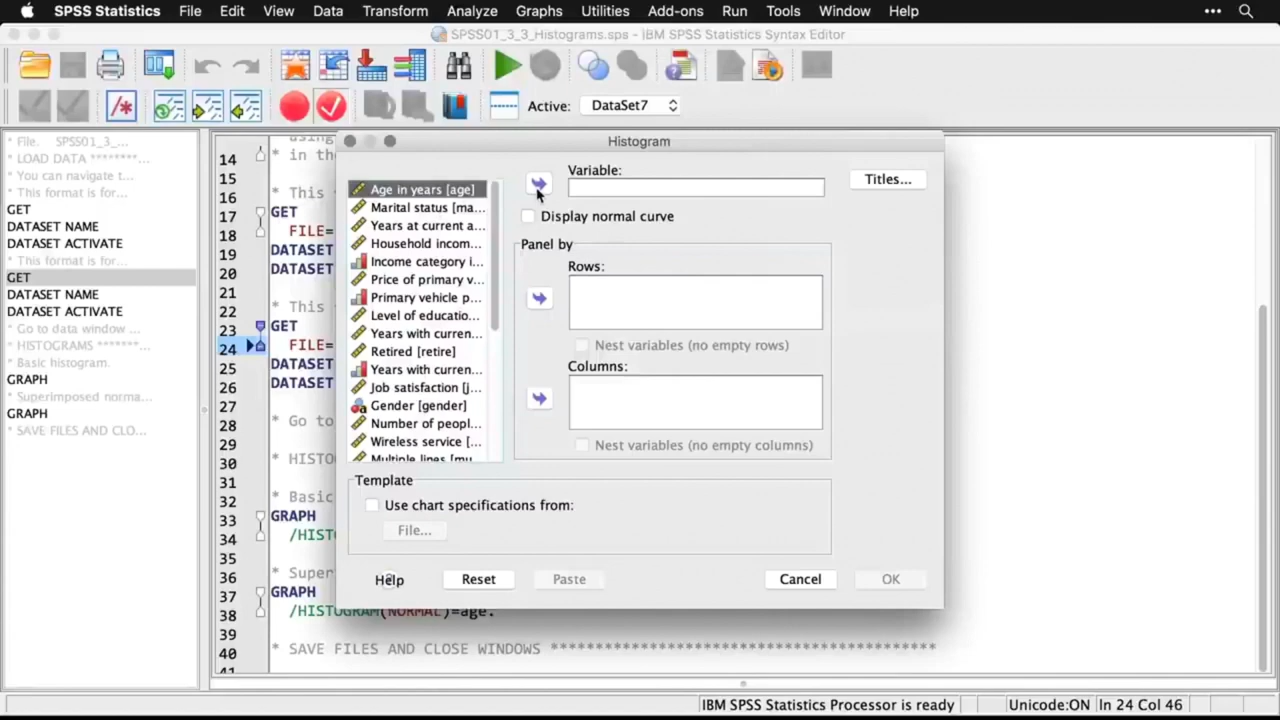 SPSS Statistics File Edit View Data Transform Analyze Graphs Utilities Add-ons Run Tools Window Help
SPSS01_3_3_Histograms.sps - IBM SPSS Statistics Syntax Editor
Active: DataSet7
* File. SPSS01_3_...
* LOAD DATA ********...
* You can navigate t...
* This format is for...
GET
DATASET NAME
DATASET ACTIVATE
* This format is for...
GET
DATASET NAME
DATASET ACTIVATE
* Go to data window ...
* HISTOGRAMS *******...
* Basic histogram.
GRAPH
* Superimposed norma...
GRAPH
* SAVE FILES AND CLO...
14 * in the
15
16 * This
17 GET
18 FILE=
19 DATASET
20 DATASET
21
22 * This
23 GET
24 FILE=
25 DATASET
26 DATASET
27
28 * Go to
29
30 * HIST
31
32 * Basic
33 GRAPH
34 /HIST
35
36 * Super
37 GRAPH
38 /HISTOGRAM(NORMAL)=age.
39
40 * SAVE FILES AND CLOSE WINDOWS ****************************************
41
Histogram
Age in years [age]
Marital status [ma...
Years at current a...
Household incom...
Income category i...
Price of primary v...
Primary vehicle p...
Level of educatio...
Years with curren...
Retired [retire]
Years with curren...
Job satisfaction [j...
Gender [gender]
Number of peopl...
Wireless service [...
Multiple lines [mu...
Variable:
Titles...
Display normal curve
Panel by
Rows:
Nest variables (no empty rows)
Columns:
Nest variables (no empty columns)
Template
Use chart specifications from:
File...
Help Reset Paste Cancel OK
IBM SPSS Statistics Processor is ready Unicode:ON In 24 Col 46